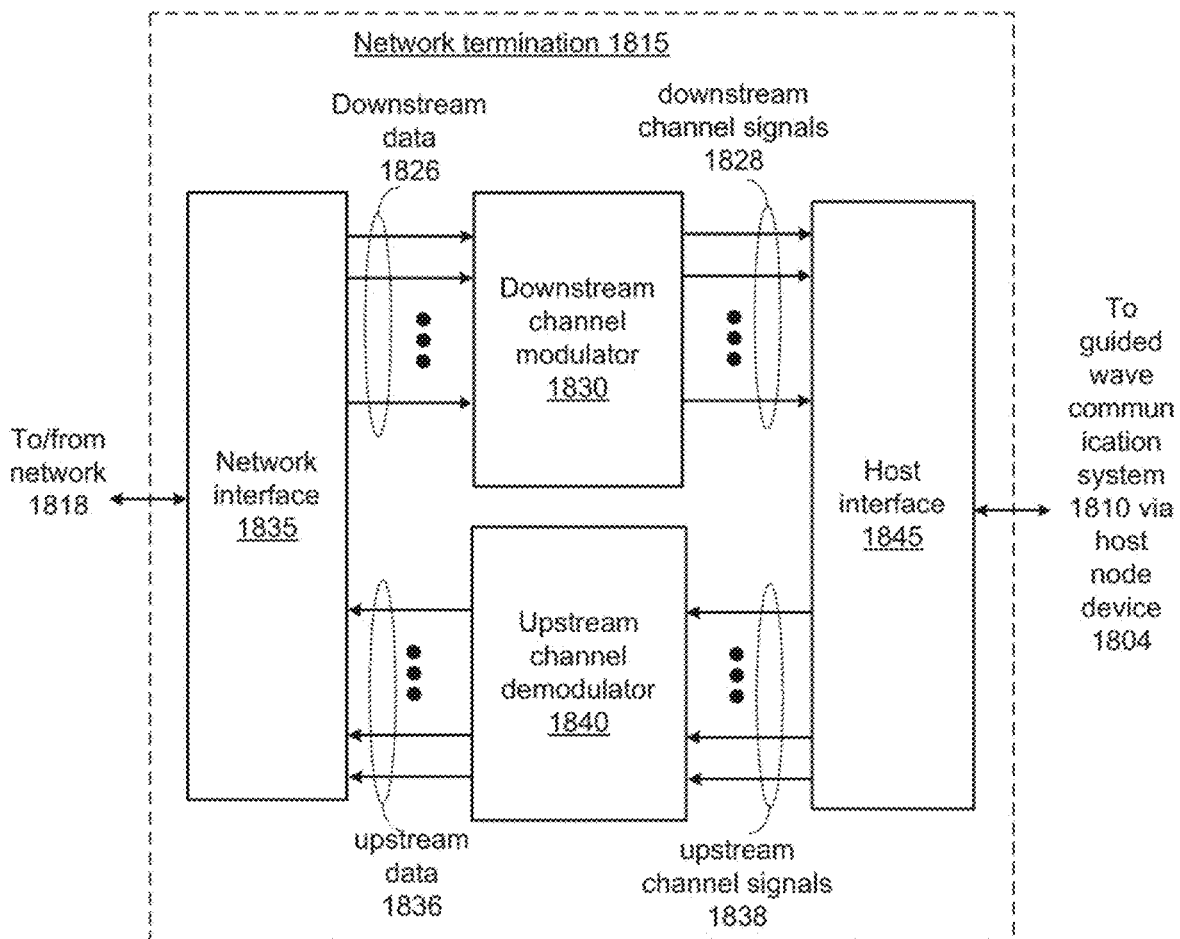 Network termination 1815
Downstream
data
1826
downstream
channel signals
1828
Downstream
channel
modulator
1830
To/from
network
1818
Network
interface
1835
Host
interface
1845
To
guided
wave
commun
ication
system
1810 via
host
node
device
1804
Upstream
channel
demodulator
1840
upstream
data
1836
upstream
channel signals
1838